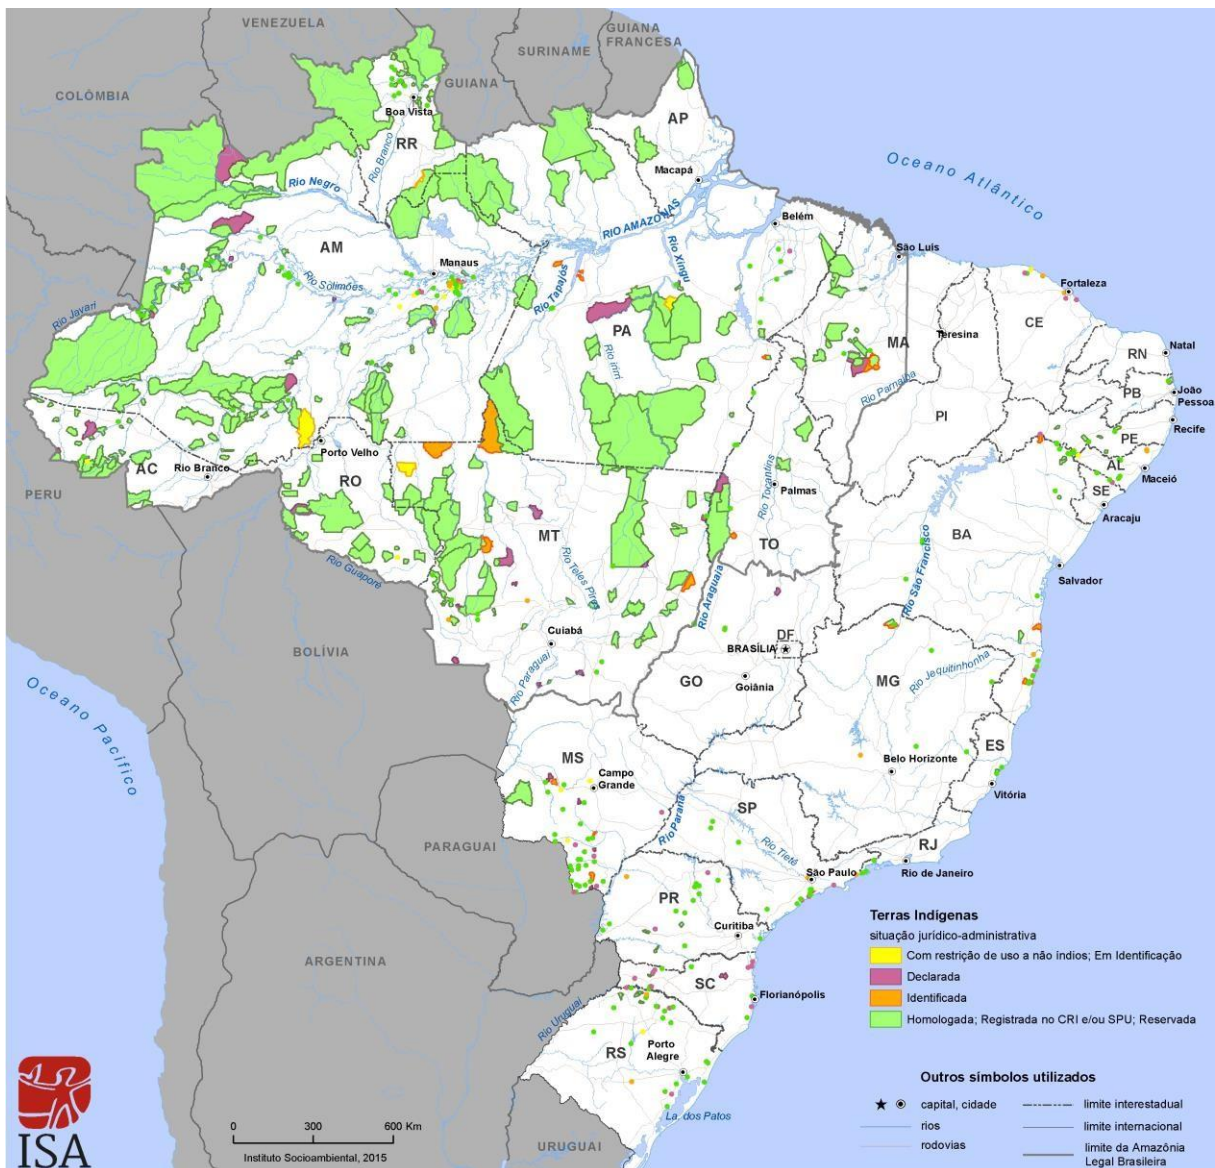 VENEZUELA
GUIANA
FRANCESA
SURINAME
COLÔMBIA
GUIANA
Boa Vista
RR
Rio Branco
AP
Macapá
Oceano Atlântico
Rio Negro
RIO AMAZONAS
Belém
AM
Manaus
Rio Xingu
São Luis
Rio Solimões
Rio Tapajós
Fortaleza
Rio Javari
PA
Rio Iriri
MA
Teresina
CE
RN
Natal
Rio Parnaíba
PB
João
Pessoa
PI
PE
Recife
AC
Rio Branco
Porto Velho
RO
Rio Tocantins
Palmas
AL
Maceió
SE
Aracaju
PERU
MT
TO
BA
Rio São Francisco
Rio Guaporé
Rio Teles Pires
Rio Araguaia
Salvador
BOLÍVIA
Cuiabá
Rio Paraguai
DF
BRASÍLIA
GO
Goiânia
MG
Rio Jequitinhonha
Oceano Pacífico
ES
MS
Campo
Grande
Belo Horizonte
Vitória
SP
Rio Paraná
Rio Tietê
PARAGUAI
RJ
São Paulo
Rio de Janeiro
PR
Curitiba
ARGENTINA
SC
Florianópolis
Rio Uruguai
RS
Porto
Alegre
La. dos Patos
URUGUAI
Terras Indígenas
situação jurídico-administrativa
Com restrição de uso a não índios; Em Identificação
Declarada
Identificada
Homologada; Registrada no CRI e/ou SPU; Reservada
Outros símbolos utilizados
capital, cidade
limite interestadual
rios
limite internacional
rodovias
limite da Amazônia
Legal Brasileira
ISA
0 300 600 Km
Instituto Socioambiental, 2015